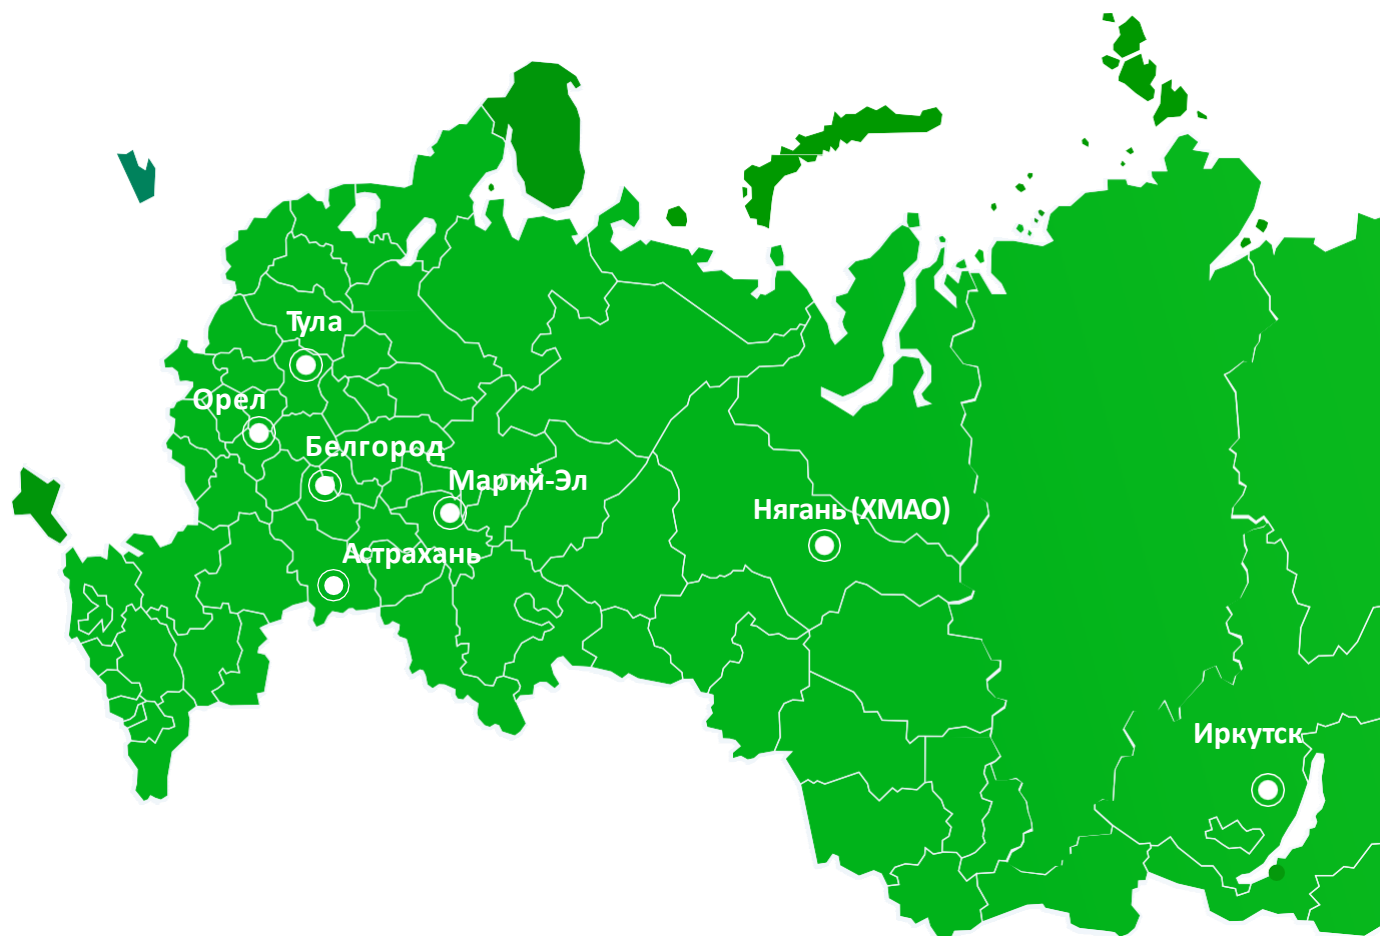 Тула
Орел
Белгород
Марий-Эл
Нягань (ХМАО)
Астрахань
Иркутск